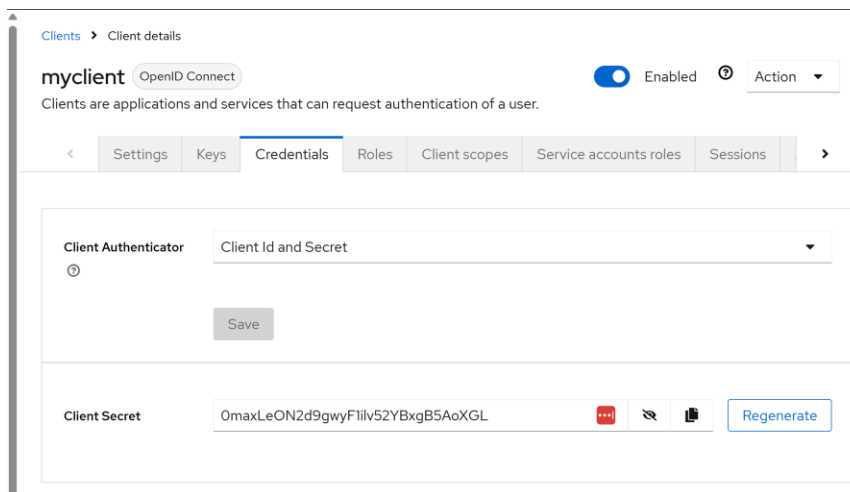 Clients > Client details
myclient OpenID Connect Enabled Action
Clients are applications and services that can request authentication of a user.
Settings Keys Credentials Roles Client scopes Service accounts roles Sessions
Client Authenticator Client Id and Secret
Save
Client Secret 0maxLeON2d9gwyF1ilv52YBxgB5AoXGL Regenerate